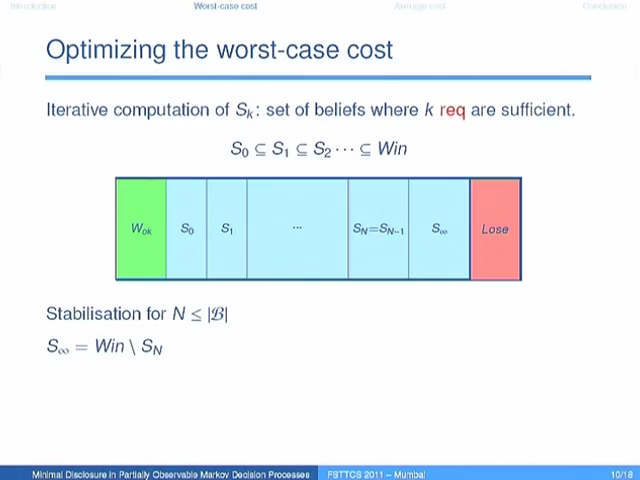 Introduction Worst-case cost Average cost Conclusion
Optimizing the worst-case cost
Iterative computation of Sk: set of beliefs where k req are sufficient.
S0 ⊆ S1 ⊆ S2 ··· ⊆ Win
Wok S0 S1 ... SN=SN−1 S∞ Lose
Stabilisation for N ≤ |ℬ|
S∞ = Win \ SN
Minimal Disclosure in Partially Observable Markov Decision Processes FSTTCS 2011 – Mumbai 10/18